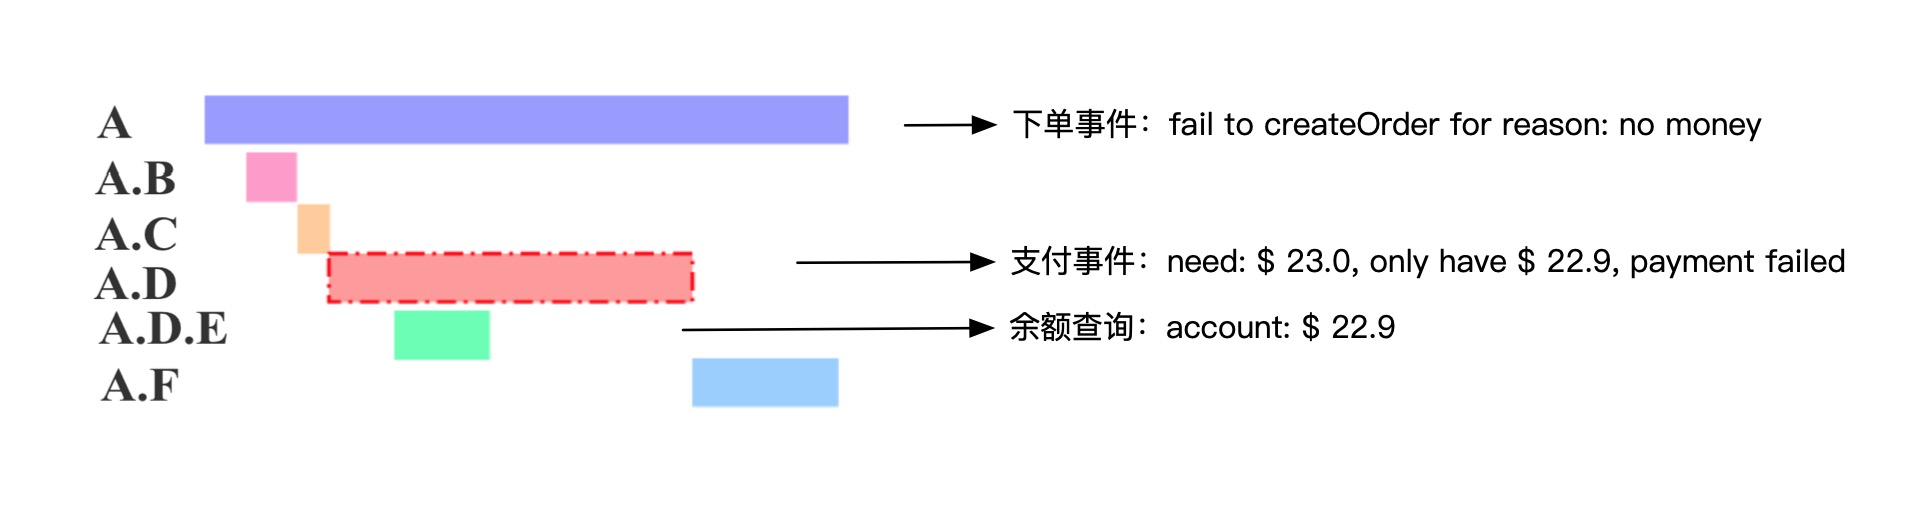 A
下单事件：fail to createOrder for reason: no money
A.B
A.C
A.D
支付事件：need: $ 23.0, only have $ 22.9, payment failed
A.D.E
余额查询：account: $ 22.9
A.F